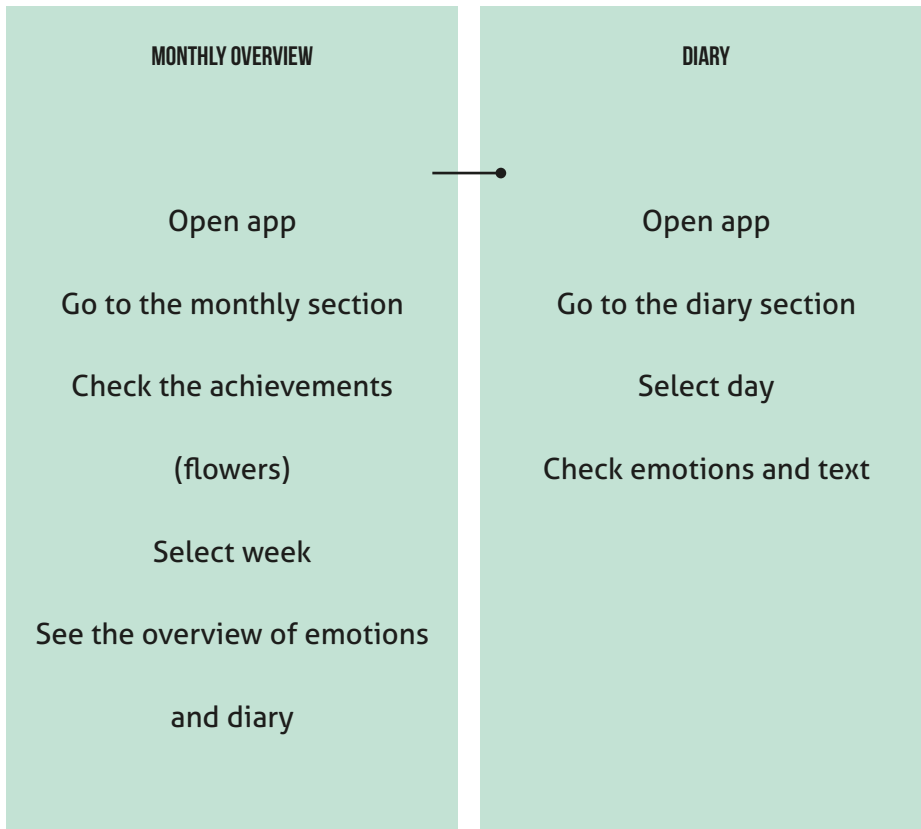 MONTHLY OVERVIEW
Open app
Go to the monthly section
Check the achievements
(flowers)
Select week
See the overview of emotions
and diary
DIARY
Open app
Go to the diary section
Select day
Check emotions and text